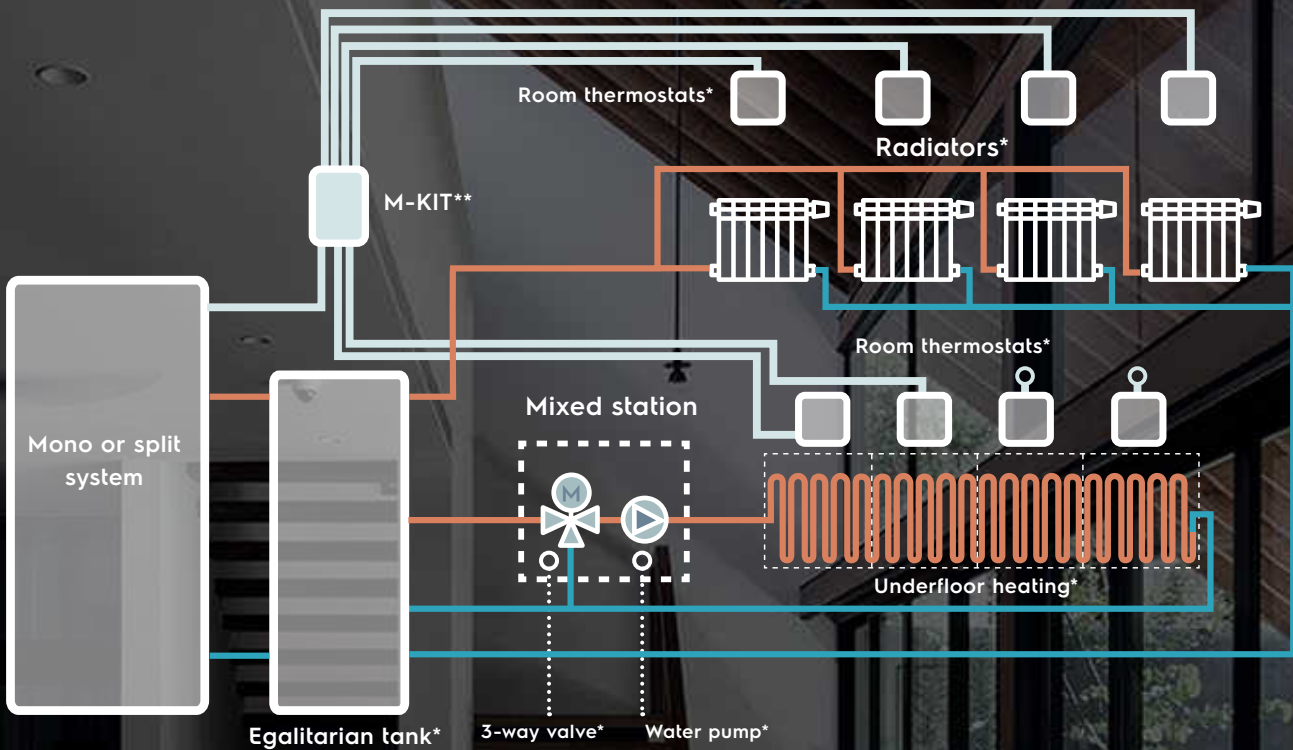 Room thermostats*
Radiators*
M-KIT**
Room thermostats*
Mixed station
Mono or split
system
M
Underfloor heating*
Egalitarian tank*
3-way valve*
Water pump*